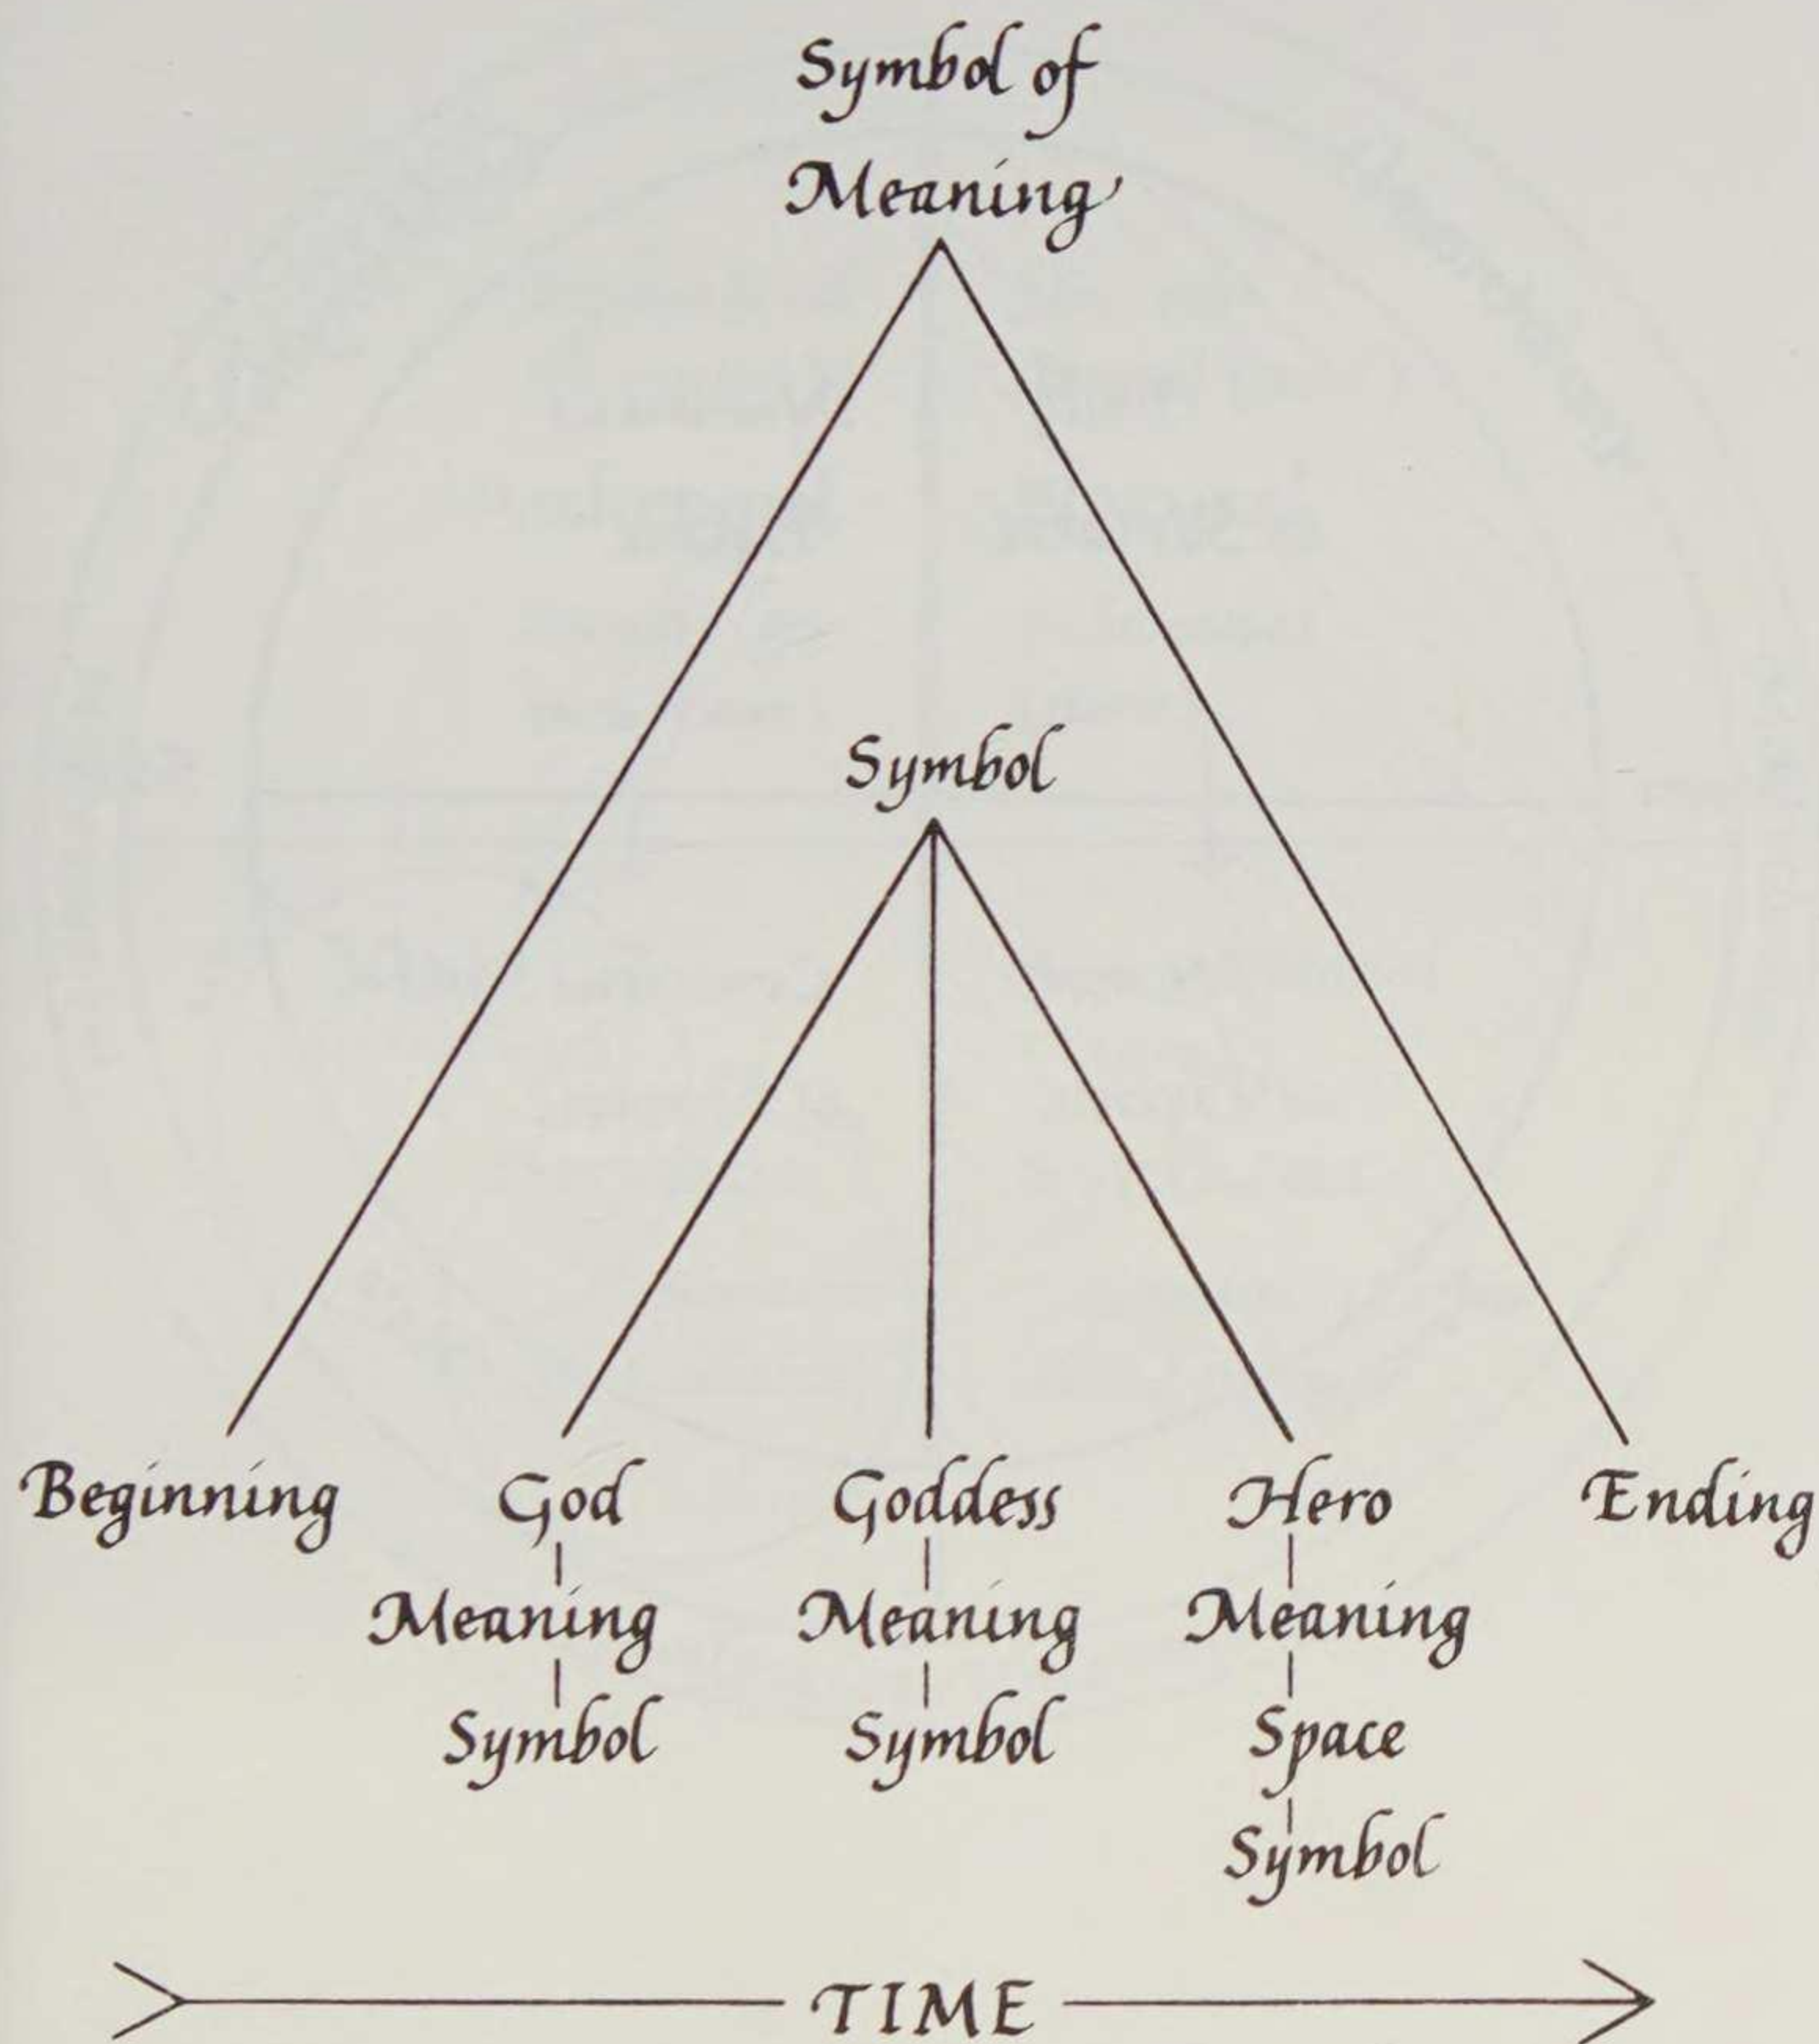 Symbol of
Meaning
Symbol
Beginning God Goddess Hero Ending
Meaning Meaning Meaning
Symbol Symbol Space
Symbol
TIME